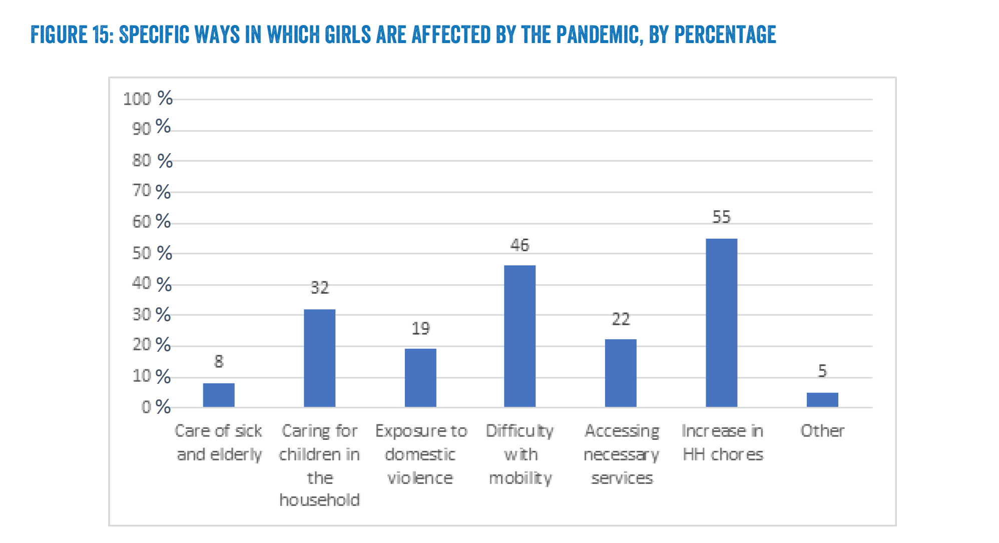 FIGURE 15: SPECIFIC WAYS IN WHICH GIRLS ARE AFFECTED BY THE PANDEMIC, BY PERCENTAGE
100 %
90 %
80 %
70 %
60 %
50 %
40 %
30 %
20 %
10 %
0 %
8
32
19
46
22
55
5
Care of sick
and elderly
Caring for
children in
the
household
Exposure to
domestic
violence
Difficulty
with
mobility
Accessing
necessary
services
Increase in
HH chores
Other